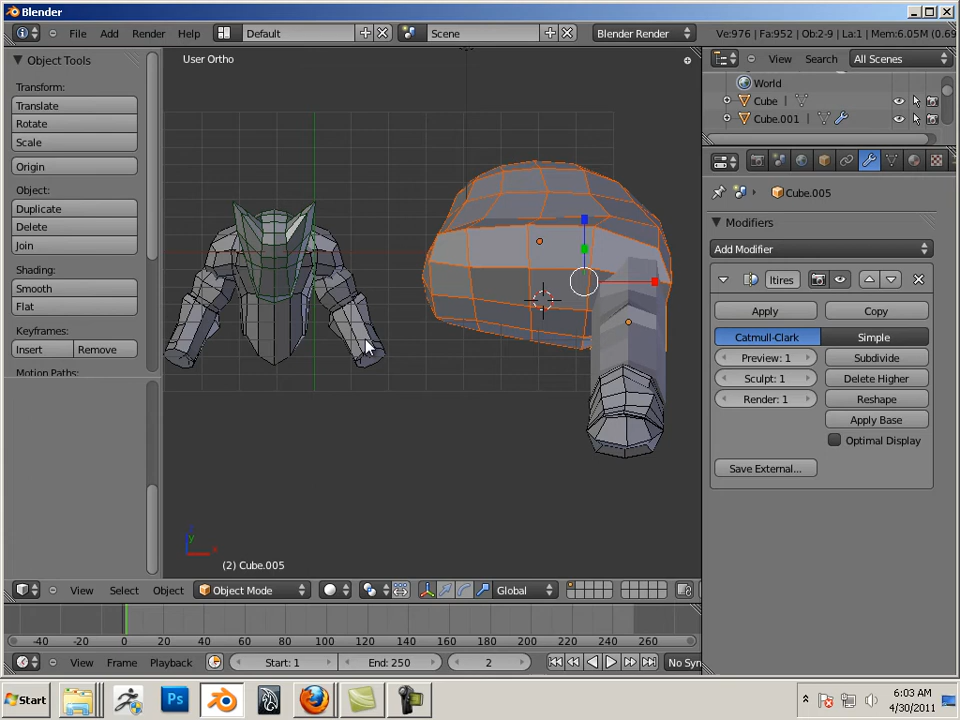 Blender
File Add Render Help Default Scene Blender Render Ve:976 | Fa:952 | Ob:2-9 | La:1 | Mem:6.05M (0.69
Object Tools
Transform:
Translate
Rotate
Scale
Origin
Object:
Duplicate
Delete
Join
Shading:
Smooth
Flat
Keyframes:
Insert Remove
Motion Paths:
User Ortho
(2) Cube.005
z
y
x
View Select Object Object Mode Global
View Search All Scenes
World
Cube
Cube.001
Cube.005
Modifiers
Add Modifier
ltires
Apply Copy
Catmull-Clark Simple
Preview: 1 Subdivide
Sculpt: 1 Delete Higher
Render: 1 Reshape
Apply Base
Optimal Display
Save External...
-40 -20 0 20 40 60 80 100 120 140 160 180 200 220 240 260
View Frame Playback Start: 1 End: 250 2 No Syn
Start Ps 6:03 AM
4/30/2011